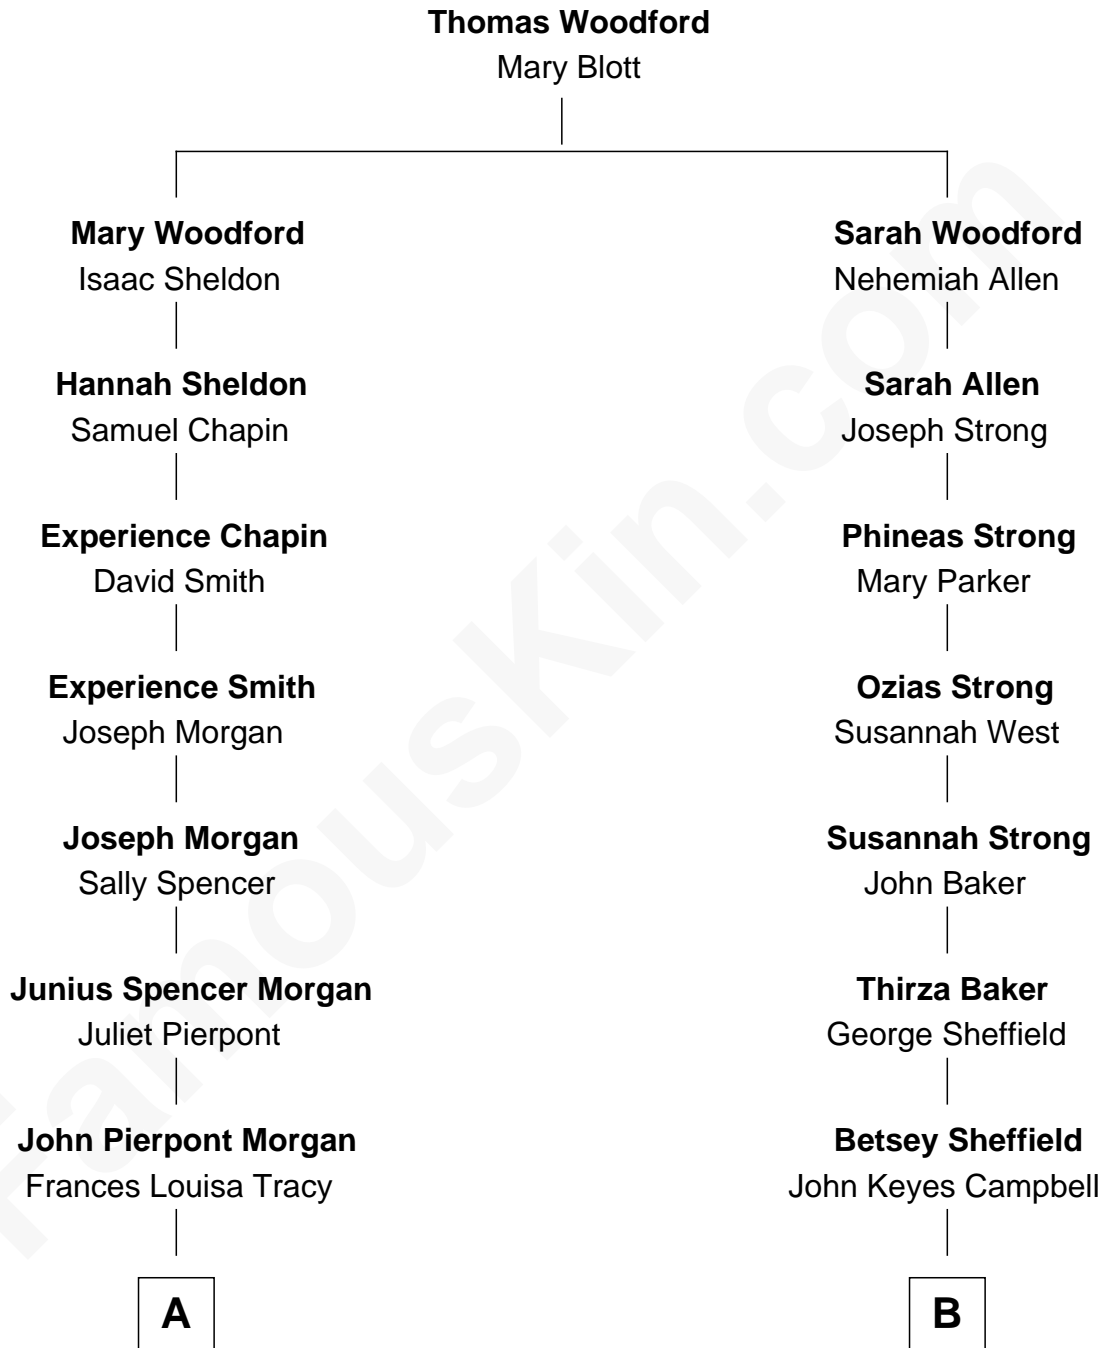 Thomas Woodford
Mary Blott
Mary Woodford
Isaac Sheldon
Hannah Sheldon
Samuel Chapin
Experience Chapin
David Smith
Experience Smith
Joseph Morgan
Joseph Morgan
Sally Spencer
Junius Spencer Morgan
Juliet Pierpont
John Pierpont Morgan
Frances Louisa Tracy
A
Sarah Woodford
Nehemiah Allen
Sarah Allen
Joseph Strong
Phineas Strong
Mary Parker
Ozias Strong
Susannah West
Susannah Strong
John Baker
Thirza Baker
George Sheffield
Betsey Sheffield
John Keyes Campbell
B
FamousKin.com